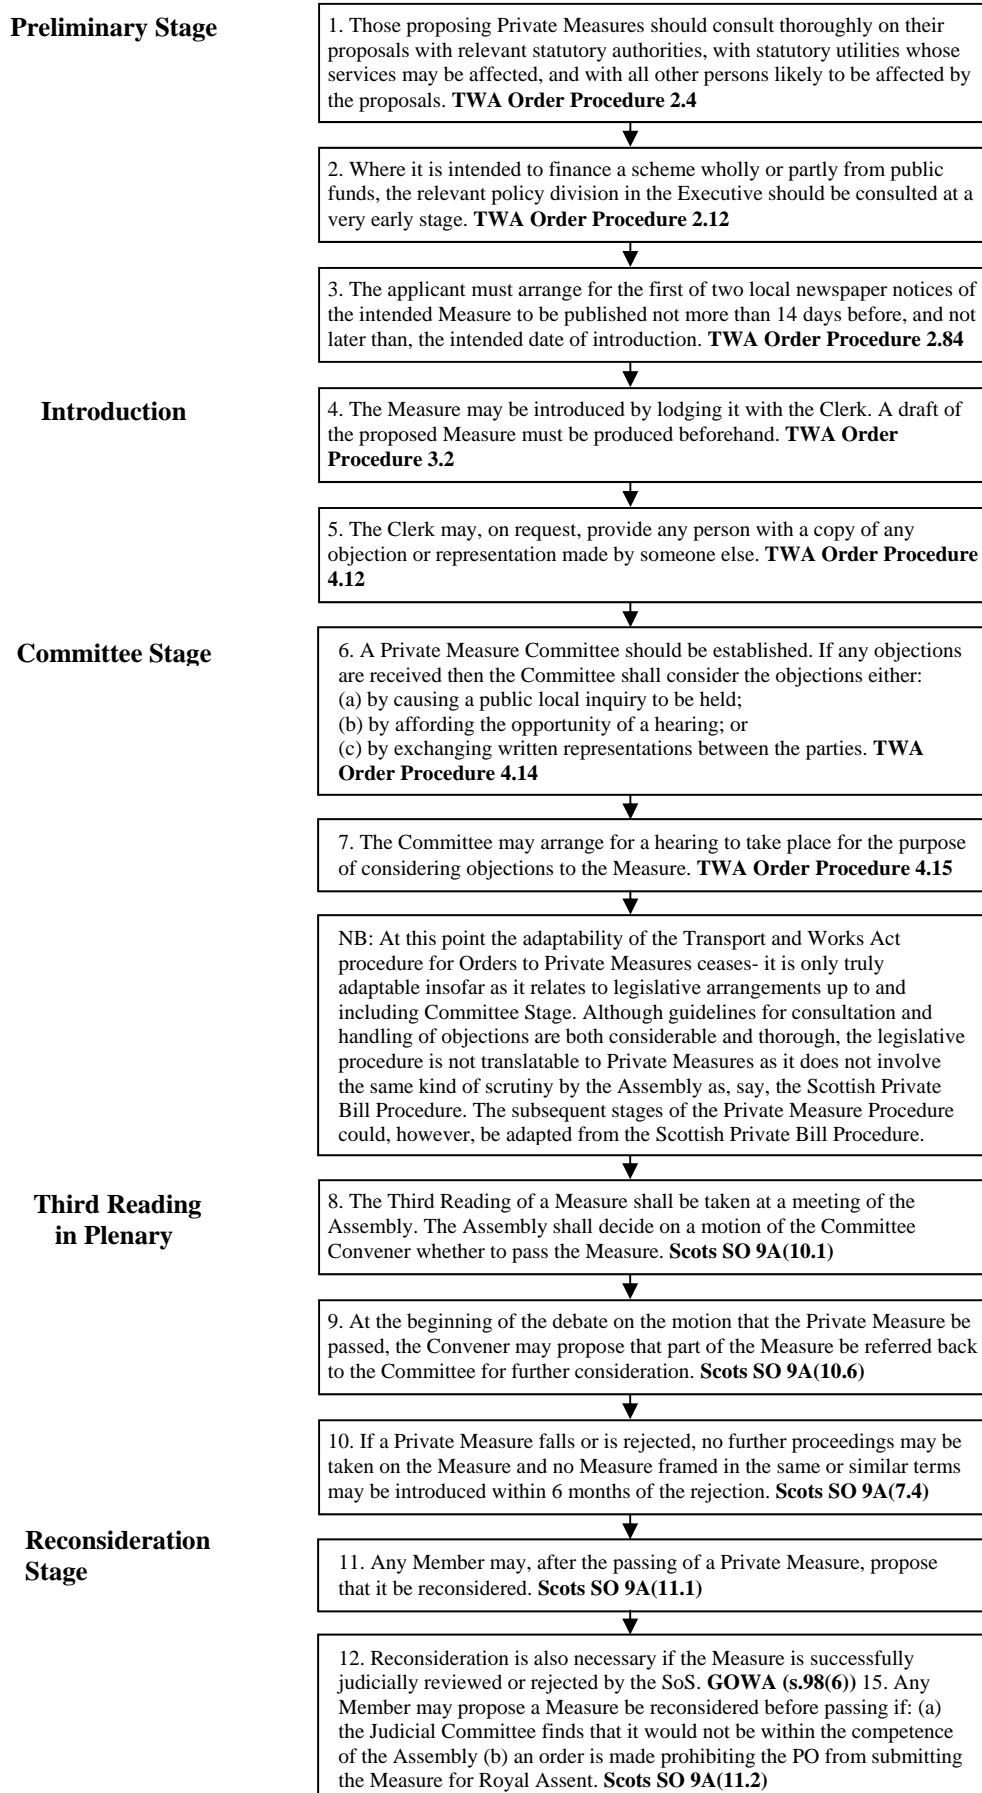 Preliminary Stage
1. Those proposing Private Measures should consult thoroughly on their
proposals with relevant statutory authorities, with statutory utilities whose
services may be affected, and with all other persons likely to be affected by
the proposals. TWA Order Procedure 2.4
2. Where it is intended to finance a scheme wholly or partly from public
funds, the relevant policy division in the Executive should be consulted at a
very early stage. TWA Order Procedure 2.12
3. The applicant must arrange for the first of two local newspaper notices of
the intended Measure to be published not more than 14 days before, and not
later than, the intended date of introduction. TWA Order Procedure 2.84
Introduction
4. The Measure may be introduced by lodging it with the Clerk. A draft of
the proposed Measure must be produced beforehand. TWA Order
Procedure 3.2
5. The Clerk may, on request, provide any person with a copy of any
objection or representation made by someone else. TWA Order Procedure
4.12
Committee Stage
6. A Private Measure Committee should be established. If any objections
are received then the Committee shall consider the objections either:
(a) by causing a public local inquiry to be held;
(b) by affording the opportunity of a hearing; or
(c) by exchanging written representations between the parties. TWA
Order Procedure 4.14
7. The Committee may arrange for a hearing to take place for the purpose
of considering objections to the Measure. TWA Order Procedure 4.15
NB: At this point the adaptability of the Transport and Works Act
procedure for Orders to Private Measures ceases- it is only truly
adaptable insofar as it relates to legislative arrangements up to and
including Committee Stage. Although guidelines for consultation and
handling of objections are both considerable and thorough, the legislative
procedure is not translatable to Private Measures as it does not involve
the same kind of scrutiny by the Assembly as, say, the Scottish Private
Bill Procedure. The subsequent stages of the Private Measure Procedure
could, however, be adapted from the Scottish Private Bill Procedure.
Third Reading
in Plenary
8. The Third Reading of a Measure shall be taken at a meeting of the
Assembly. The Assembly shall decide on a motion of the Committee
Convener whether to pass the Measure. Scots SO 9A(10.1)
9. At the beginning of the debate on the motion that the Private Measure be
passed, the Convener may propose that part of the Measure be referred back
to the Committee for further consideration. Scots SO 9A(10.6)
10. If a Private Measure falls or is rejected, no further proceedings may be
taken on the Measure and no Measure framed in the same or similar terms
may be introduced within 6 months of the rejection. Scots SO 9A(7.4)
Reconsideration
Stage
11. Any Member may, after the passing of a Private Measure, propose
that it be reconsidered. Scots SO 9A(11.1)
12. Reconsideration is also necessary if the Measure is successfully
judicially reviewed or rejected by the SoS. GOWA (s.98(6)) 15. Any
Member may propose a Measure be reconsidered before passing if: (a)
the Judicial Committee finds that it would not be within the competence
of the Assembly (b) an order is made prohibiting the PO from submitting
the Measure for Royal Assent. Scots SO 9A(11.2)